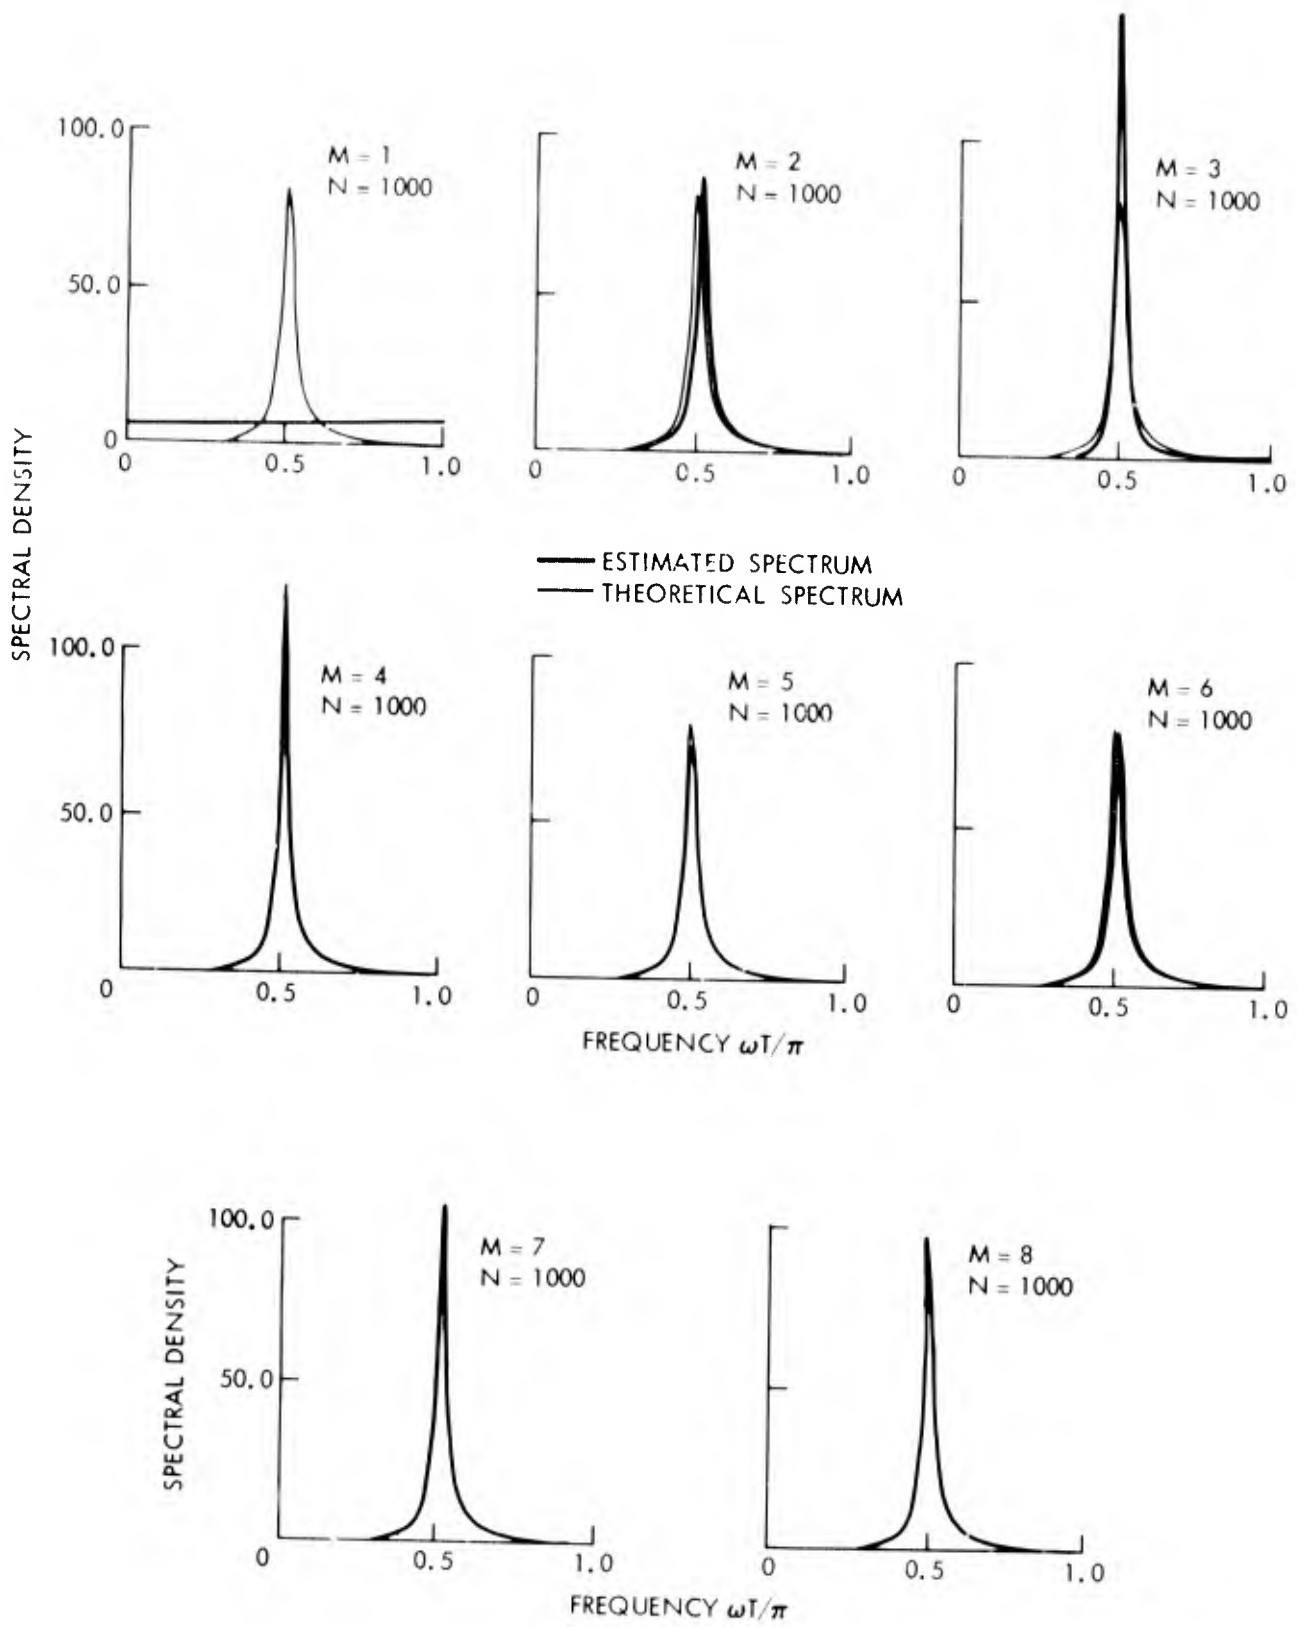 M = 1
N = 1000
100.0
50.0
0
0 0.5 1.0
M = 2
N = 1000
0 0.5 1.0
M = 3
N = 1000
0 0.5 1.0
SPECTRAL DENSITY
ESTIMATED SPECTRUM
THEORETICAL SPECTRUM
M = 4
N = 1000
100.0
50.0
0 0.5 1.0
M = 5
N = 1000
0 0.5 1.0
M = 6
N = 1000
0 0.5 1.0
FREQUENCY ωT/π
M = 7
N = 1000
100.0
50.0
0 0.5 1.0
SPECTRAL DENSITY
M = 8
N = 1000
0 0.5 1.0
FREQUENCY ωT/π